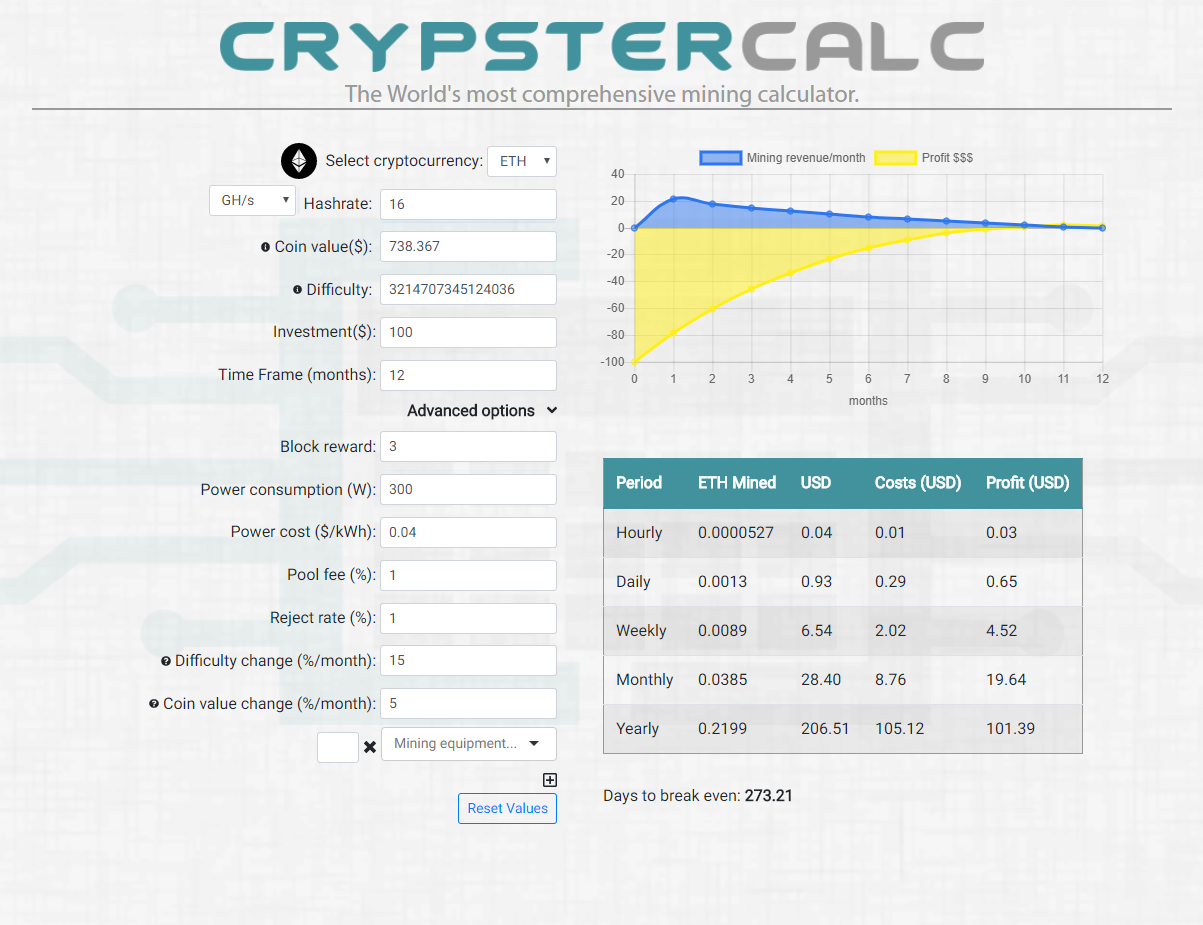 CRYPSTERCALC
The World's most comprehensive mining calculator.
Select cryptocurrency: ETH
GH/s Hashrate: 16
Coin value($): 738.367
Difficulty: 3214707345124036
Investment($): 100
Time Frame (months): 12
Advanced options
Block reward: 3
Power consumption (W): 300
Power cost ($/kWh): 0.04
Pool fee (%): 1
Reject rate (%): 1
Difficulty change (%/month): 15
Coin value change (%/month): 5
Mining equipment...
Reset Values
Mining revenue/month Profit $$$
40
20
0
-20
-40
-60
-80
-100
0 1 2 3 4 5 6 7 8 9 10 11 12
months
Period ETH Mined USD Costs (USD) Profit (USD)
Hourly 0.0000527 0.04 0.01 0.03
Daily 0.0013 0.93 0.29 0.65
Weekly 0.0089 6.54 2.02 4.52
Monthly 0.0385 28.40 8.76 19.64
Yearly 0.2199 206.51 105.12 101.39
Days to break even: 273.21